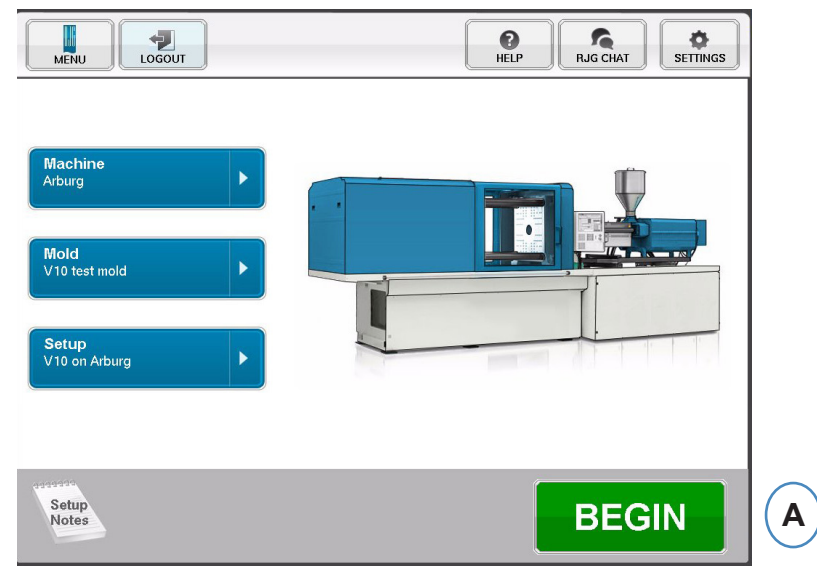 MENU
LOGOUT
HELP
RJG CHAT
SETTINGS
Machine
Arburg
Mold
V10 test mold
Setup
V10 on Arburg
Setup
Notes
BEGIN
A